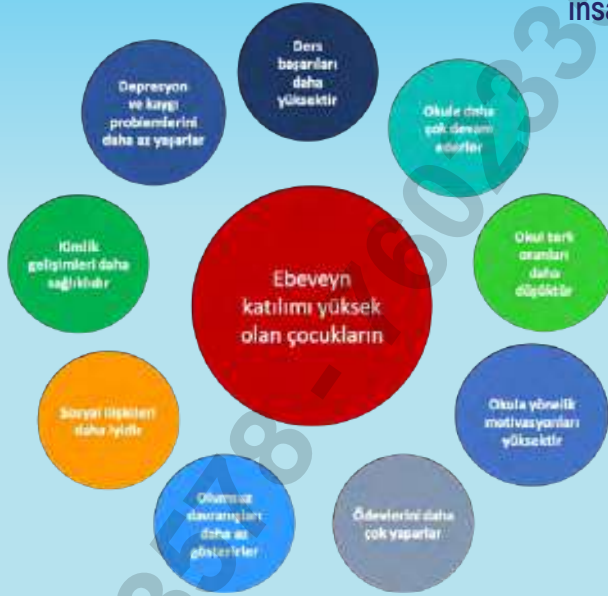 insa
Ders
başarıları
daha
yüksektir
Okula daha
çok devam
ederler
Okul terk
oranları
daha
düşüktür
Okula yönelik
motivasyonları
yüksektir
Ödevlerini daha
çok yaparlar
Olumsuz
davranışları
daha az
gösterirler
Sosyal ilişkileri
daha iyidir
Kimlik
gelişimleri daha
sağlıklıdır
Depresyon
ve kaygı
problemlerini
daha az yaşarlar
Ebeveyn
katılımı yüksek
olan çocukların